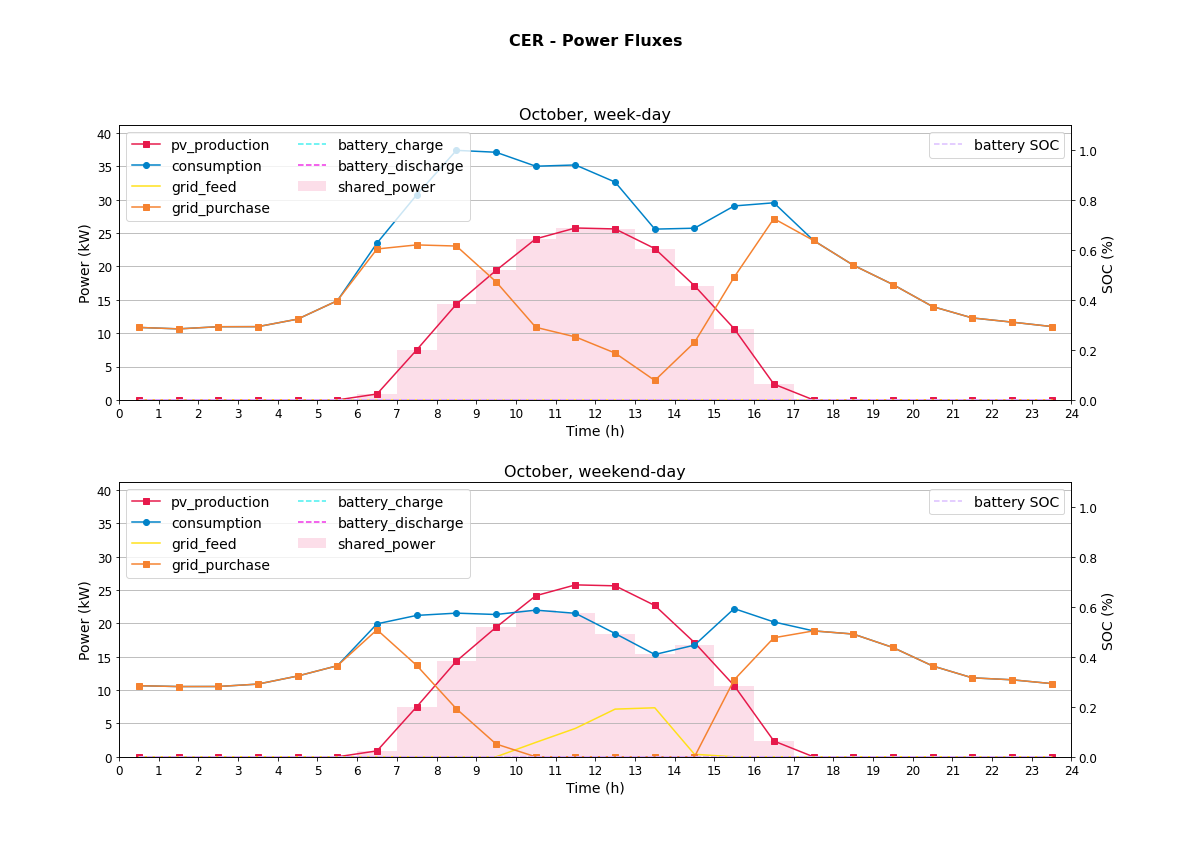 CER - Power Fluxes
October, week-day
pv_production
consumption
grid_feed
grid_purchase
battery_charge
battery_discharge
shared_power
battery SOC
Power (kW)
40
35
30
25
20
15
10
5
0
SOC (%)
1.0
0.8
0.6
0.4
0.2
0.0
0 1 2 3 4 5 6 7 8 9 10 11 12 13 14 15 16 17 18 19 20 21 22 23 24
Time (h)
October, weekend-day
pv_production
consumption
grid_feed
grid_purchase
battery_charge
battery_discharge
shared_power
battery SOC
Power (kW)
40
35
30
25
20
15
10
5
0
SOC (%)
1.0
0.8
0.6
0.4
0.2
0.0
0 1 2 3 4 5 6 7 8 9 10 11 12 13 14 15 16 17 18 19 20 21 22 23 24
Time (h)